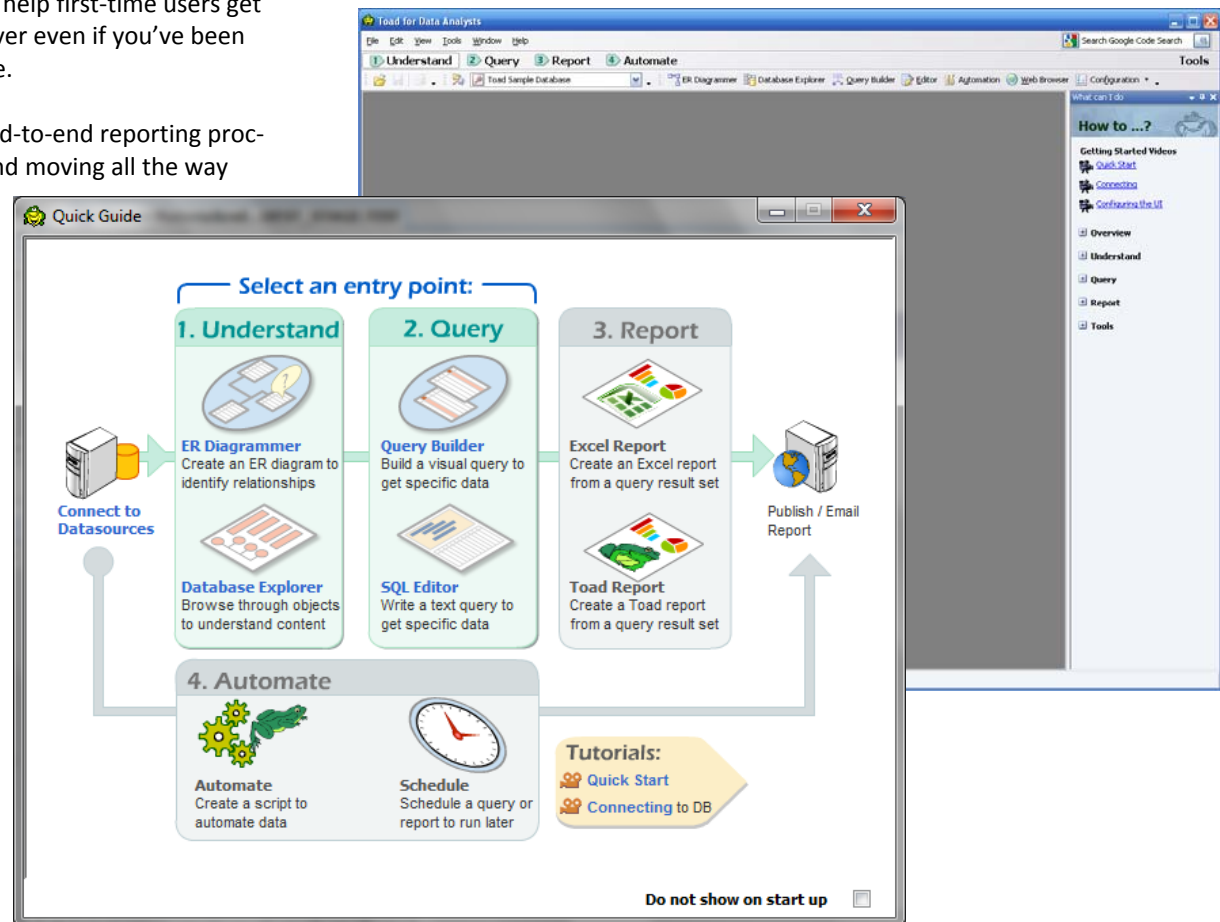 help first-time users get
ver even if you've been
e.
d-to-end reporting proc-
nd moving all the way
Toad for Data Analysts
File Edit View Tools Window Help
Search Google Code Search
1 Understand 2 Query 3 Report 4 Automate
Tools
Toad Sample Database
ER Diagrammer Database Explorer Query Builder Editor Automation Web Browser Configuration
What can I do
How to ...?
Getting Started Videos
Quick Start
Connecting
Configuring the UI
Overview
Understand
Query
Report
Tools
Quick Guide
Select an entry point:
1. Understand
ER Diagrammer
Create an ER diagram to
identify relationships
Database Explorer
Browse through objects
to understand content
2. Query
Query Builder
Build a visual query to
get specific data
SQL Editor
Write a text query to
get specific data
3. Report
Excel Report
Create an Excel report
from a query result set
Toad Report
Create a Toad report
from a query result set
Connect to
Datasources
Publish / Email
Report
4. Automate
Automate
Create a script to
automate data
Schedule
Schedule a query or
report to run later
Tutorials:
Quick Start
Connecting to DB
Do not show on start up